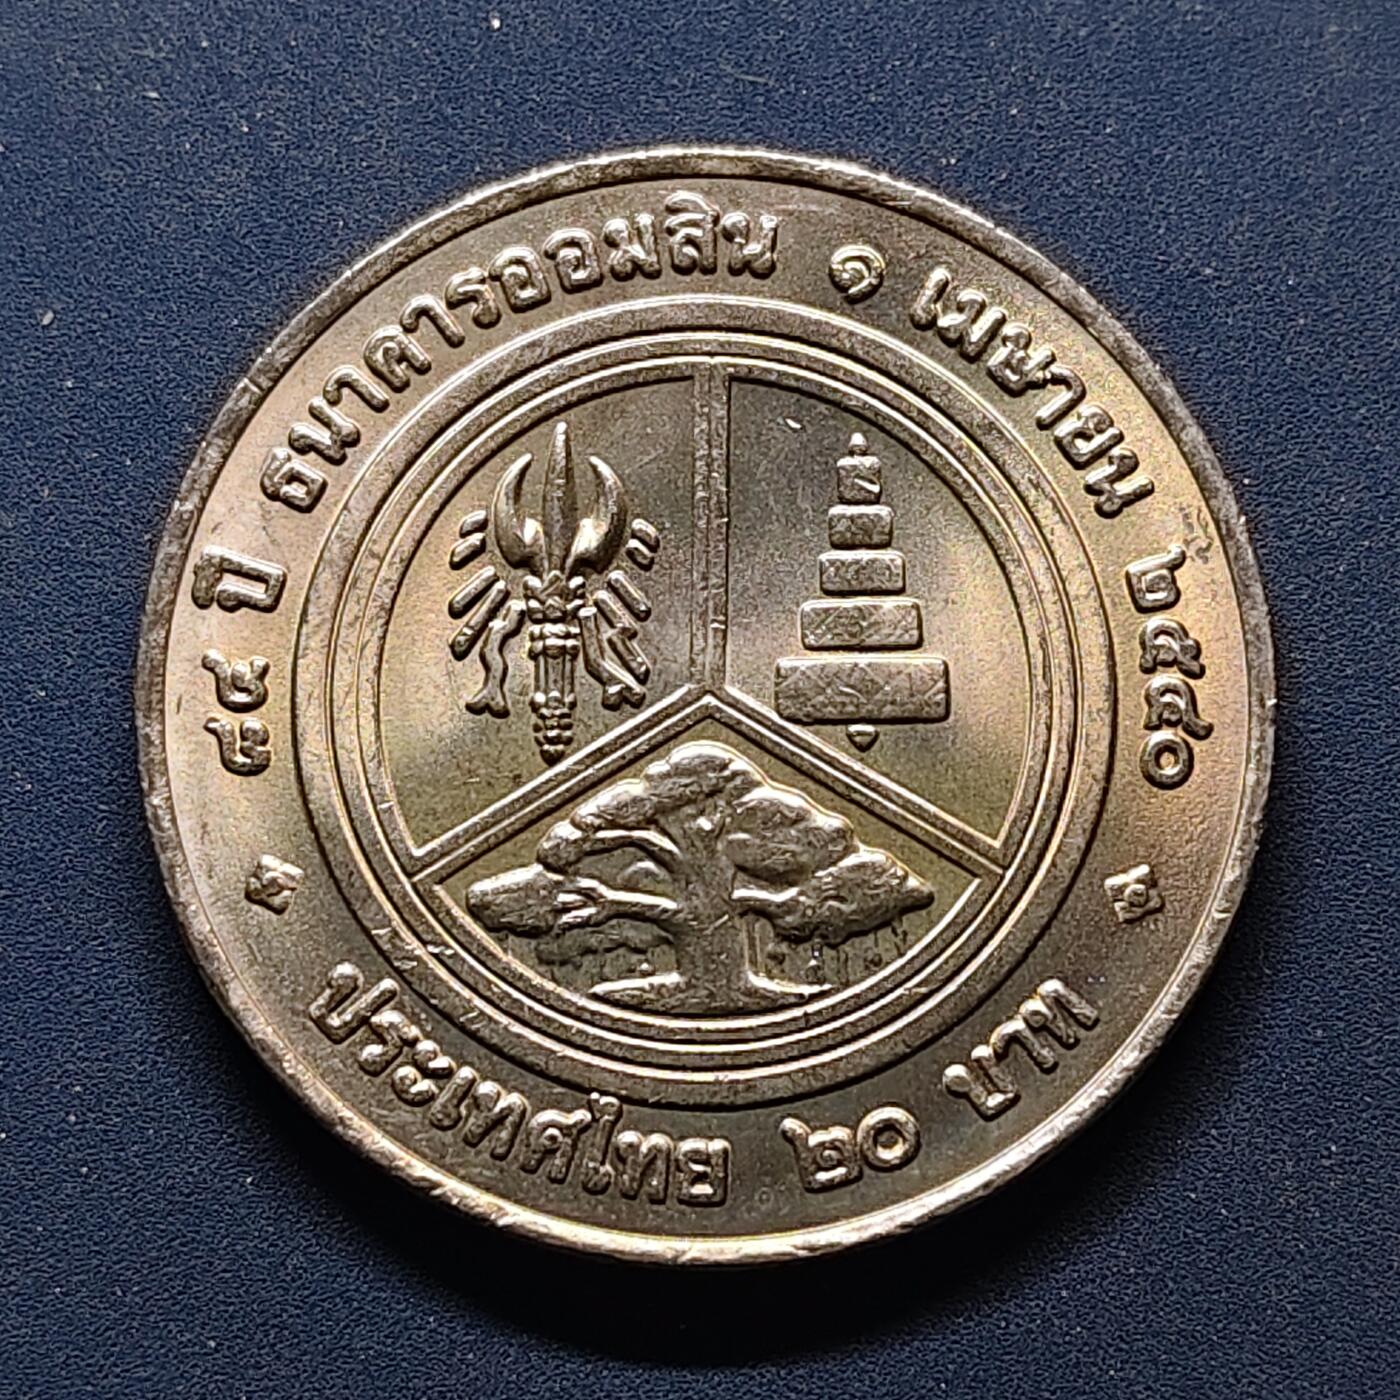 ๘๔ ปี ธนาคารออมสิน ๑ เมษายน ๒๕๔๐
ประเทศไทย ๒๐ บาท